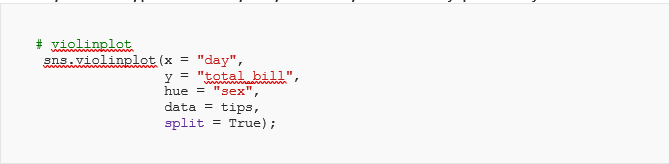 # violinplot
sns.violinplot(x = "day",
y = "total_bill",
hue = "sex",
data = tips,
split = True);